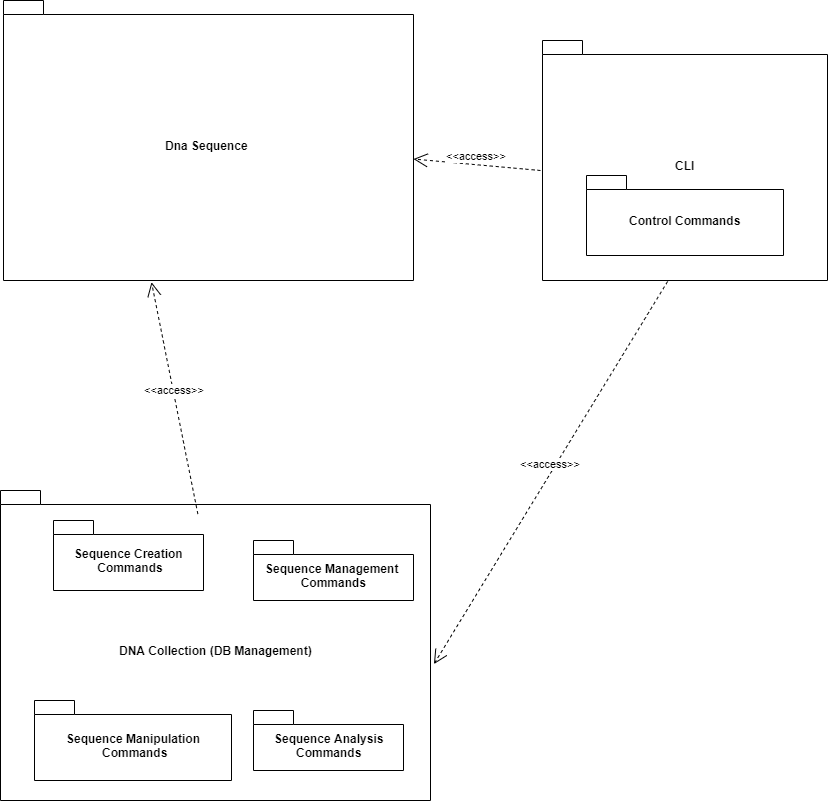 Dna Sequence
<<access>>
CLI
Control Commands
<<access>>
<<access>>
Sequence Creation
Commands
Sequence Management
Commands
DNA Collection (DB Management)
Sequence Manipulation
Commands
Sequence Analysis
Commands